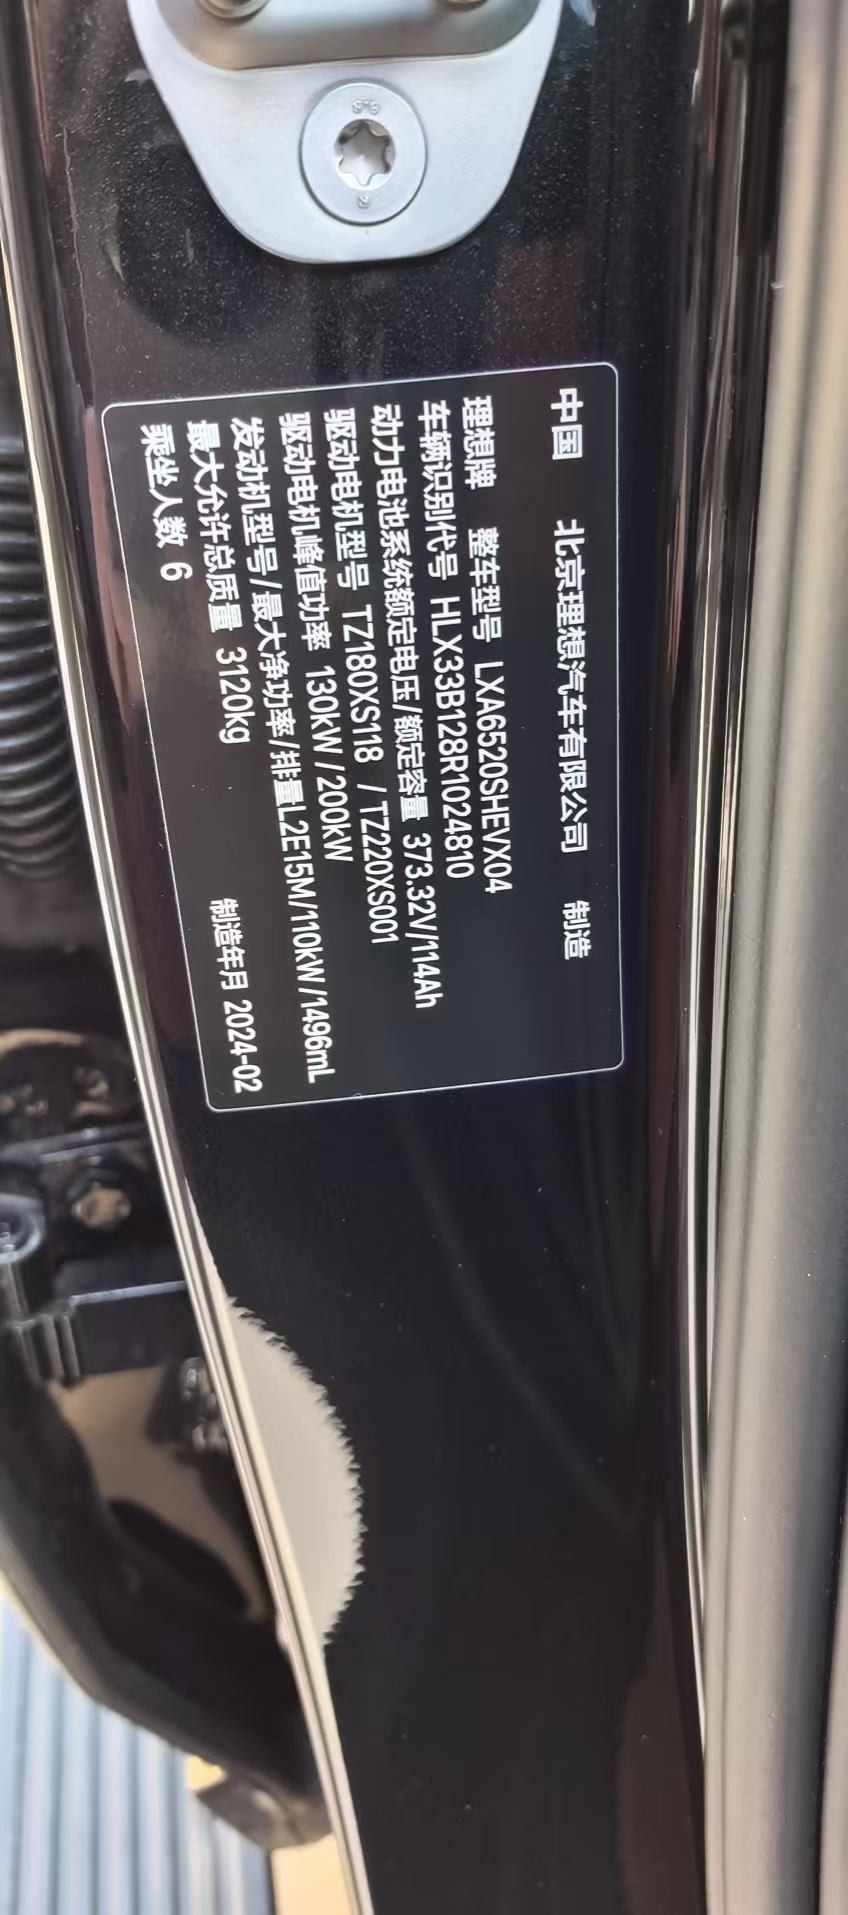 中国 北京理想汽车有限公司 制造
理想牌 整车型号 LXA6520SHEVX04
车辆识别代号 HLX33B128R1024810
动力电池系统额定电压/额定容量 373.32V/114Ah
驱动电机型号 TZ180XS118 / TZ220XS001
驱动电机峰值功率 130kW/200kW
发动机型号/最大净功率/排量L2E15M/110kW/1496mL
最大允许总质量 3120kg 制造年月 2024-02
乘坐人数 6